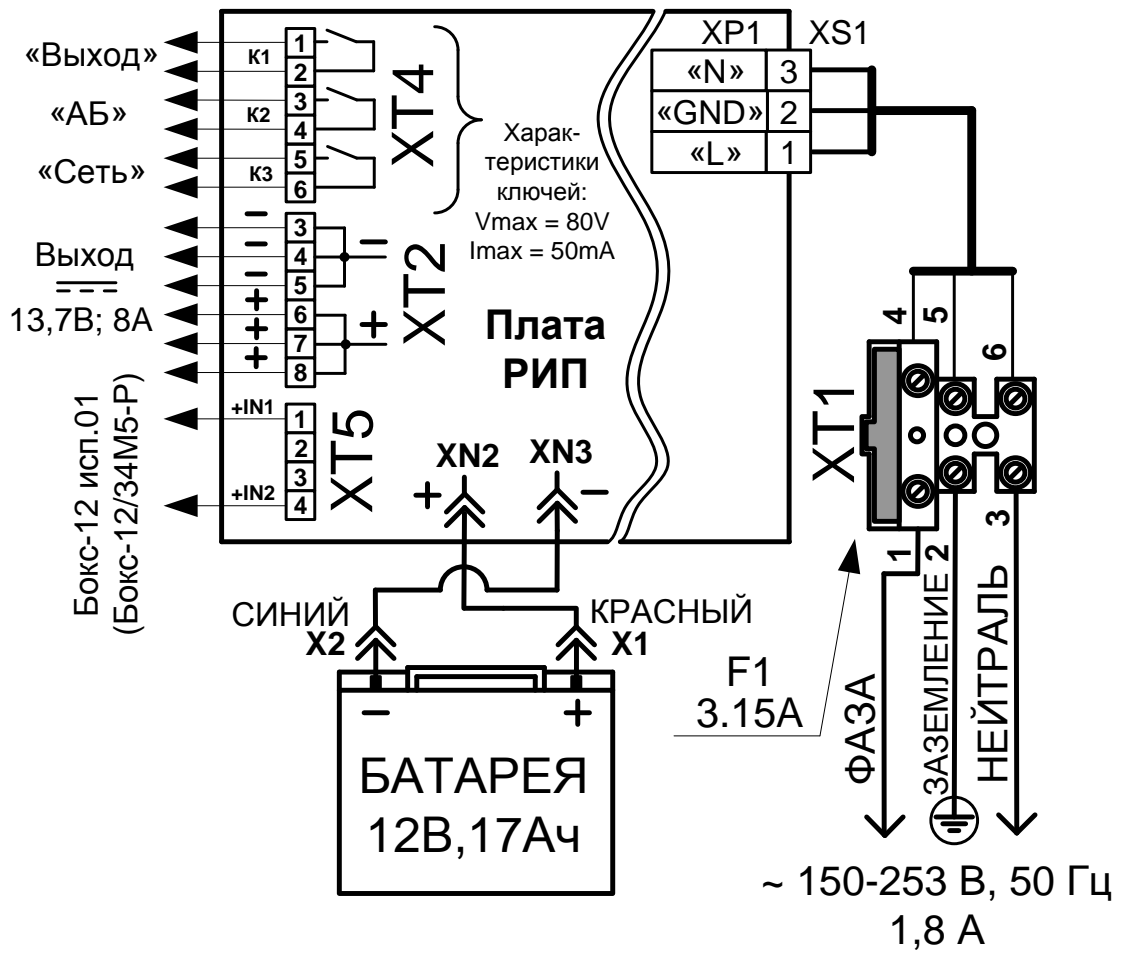 «Выход»
«АБ»
«Сеть»
К1
К2
К3
1
2
3
4
5
6
XT4
Харак-
теристики
ключей:
Vmax = 80V
Imax = 50mA
Выход
13,7В; 8А
−
−
−
+
+
+
3
4
5
6
7
8
−
+
XT2
Плата
РИП
Бокс-12 исп.01
(Бокс-12/34М5-Р)
+IN1
+IN2
1
2
3
4
XT5
XN2
XN3
+
−
XP1
XS1
«N» 3
«GND» 2
«L» 1
4
5
6
XT1
1
2
3
F1
3.15A
ФАЗА
ЗАЗЕМЛЕНИЕ
НЕЙТРАЛЬ
~ 150-253 В, 50 Гц
1,8 А
СИНИЙ
X2
КРАСНЫЙ
X1
−
+
БАТАРЕЯ
12В,17Ач